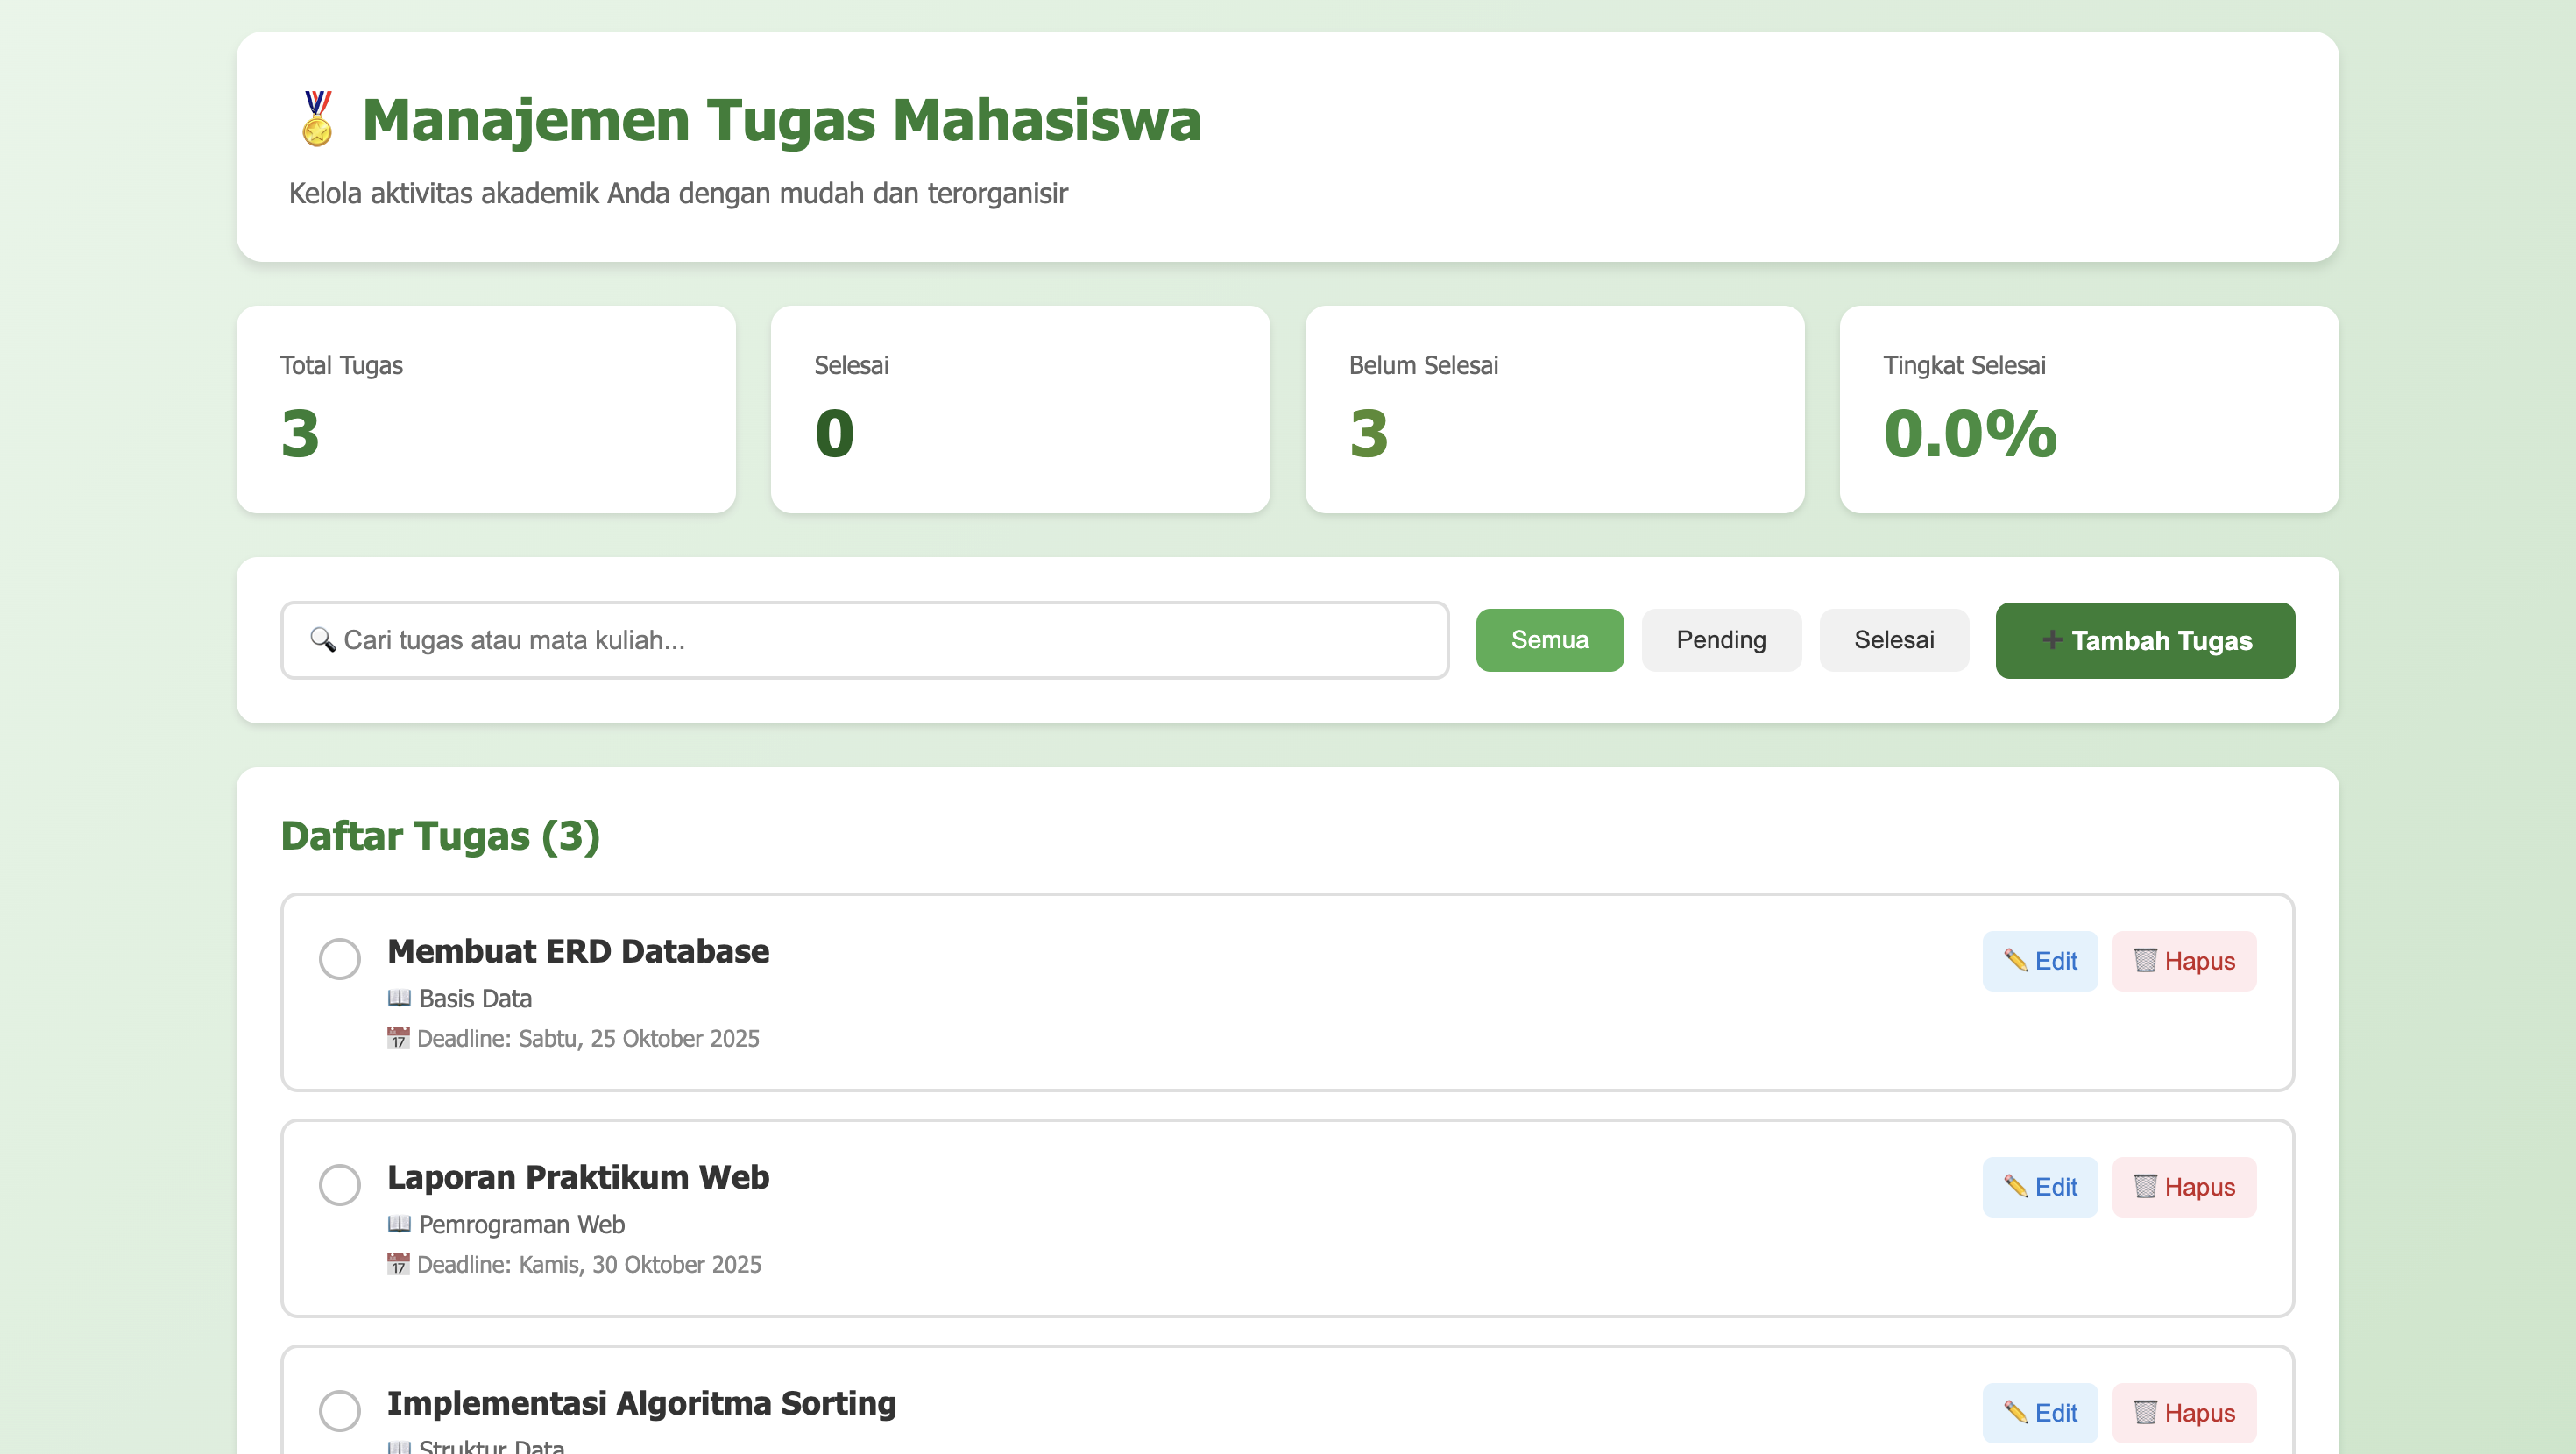 Manajemen Tugas Mahasiswa
Kelola aktivitas akademik Anda dengan mudah dan terorganisir
Total Tugas
3
Selesai
0
Belum Selesai
3
Tingkat Selesai
0.0%
Cari tugas atau mata kuliah...
Semua
Pending
Selesai
+ Tambah Tugas
Daftar Tugas (3)
Membuat ERD Database
Edit
Hapus
Basis Data
17 Deadline: Sabtu, 25 Oktober 2025
Laporan Praktikum Web
Edit
Hapus
Pemrograman Web
17 Deadline: Kamis, 30 Oktober 2025
Implementasi Algoritma Sorting
Edit
Hapus
Struktur Data